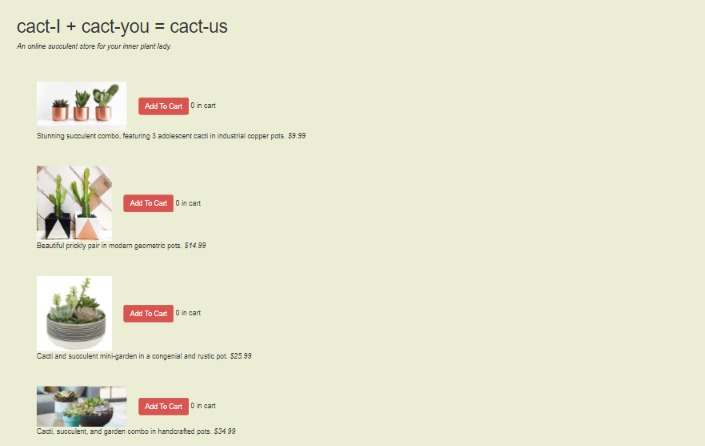 cact-I + cact-you = cact-us
An online succulent store for your inner plant lady.
Add To Cart 0 in cart
Stunning succulent combo, featuring 3 adolescent cacti in industrial copper pots. $9.99
Add To Cart 0 in cart
Beautiful prickly pair in modern geometric pots. $14.99
Add To Cart 0 in cart
Cacti and succulent mini-garden in a congenial and rustic pot. $25.99
Add To Cart 0 in cart
Cacti, succulent, and garden combo in handcrafted pots. $34.99